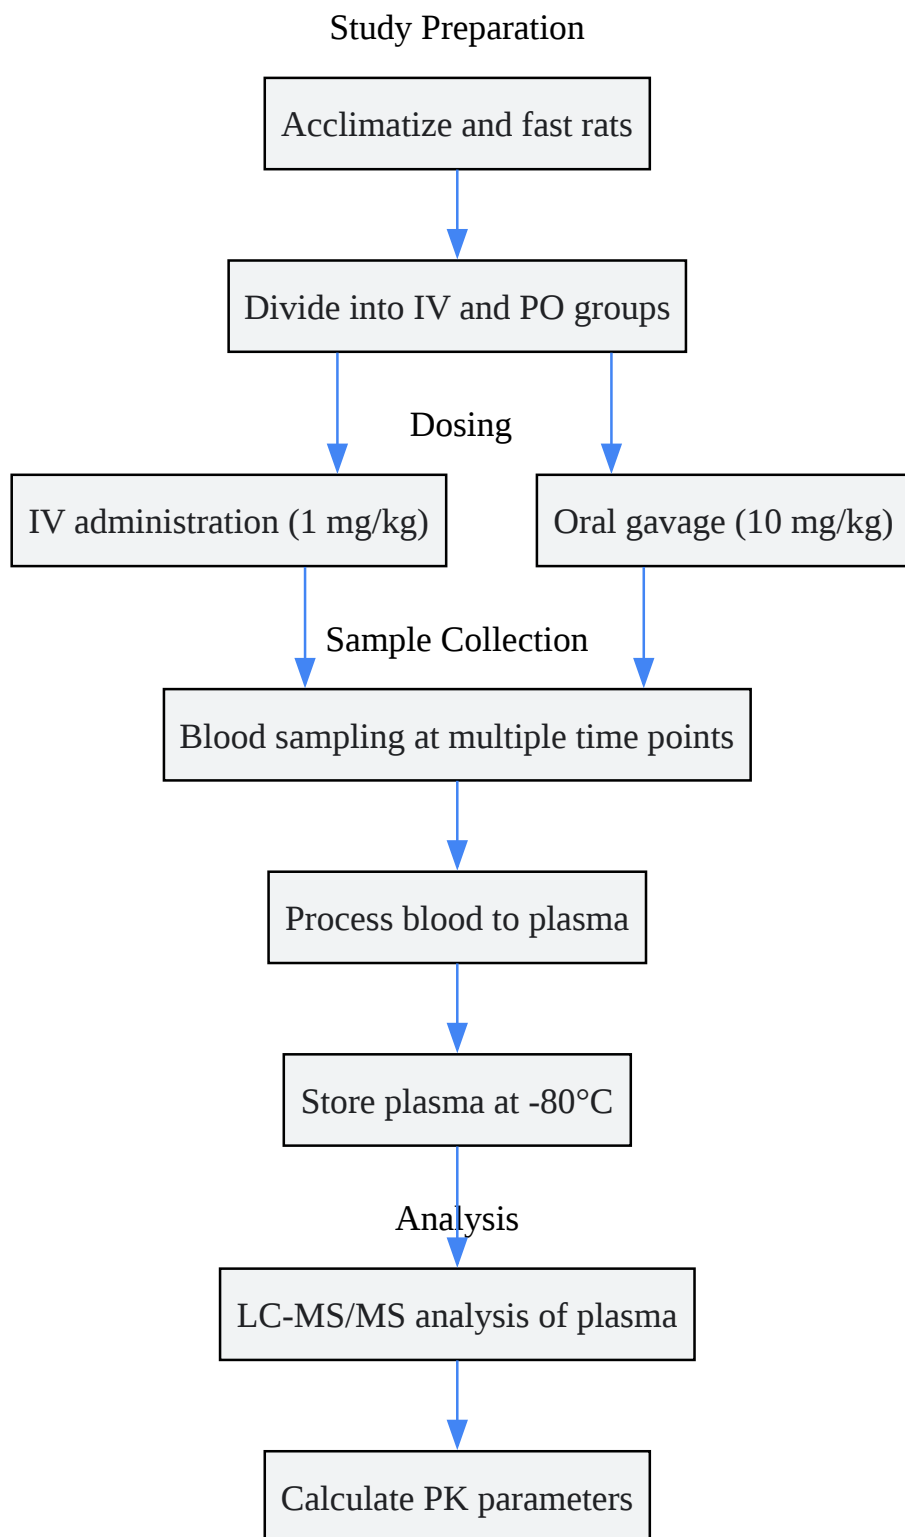 Study Preparation
Acclimatize and fast rats
Divide into IV and PO groups
Dosing
IV administration (1 mg/kg)
Oral gavage (10 mg/kg)
Sample Collection
Blood sampling at multiple time points
Process blood to plasma
Store plasma at -80°C
Analysis
LC-MS/MS analysis of plasma
Calculate PK parameters